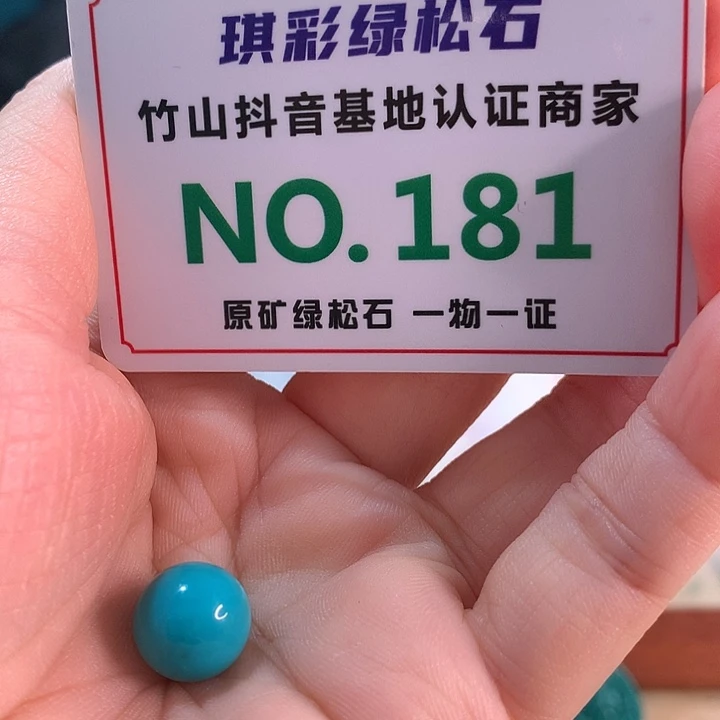 琪彩绿松石
竹山抖音基地认证商家
NO.181
原矿绿松石 一物一证